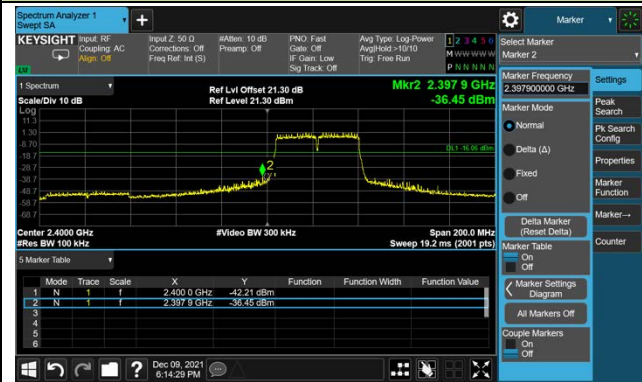 Spectrum Analyzer 1
Swept SA
Marker
KEYSIGHT
Input: RF
Coupling: AC
Align: Off
Input Z: 50 Ω
Corrections: Off
Freq Ref: Int (S)
#Atten: 10 dB
Preamp: Off
PNO: Fast
Gate: Off
IF Gain: Low
Sig Track: Off
Avg Type: Log-Power
Avg|Hold:>10/10
Trig: Free Run
1 2 3 4 5 6
M W W W W W
P N N N N N
LXI
Select Marker
Marker 2
1 Spectrum
Scale/Div 10 dB
Log
Ref Lvl Offset 21.30 dB
Ref Level 21.30 dBm
Mkr2 2.397 9 GHz
-36.45 dBm
11.3
1.30
-8.70
-18.7
-28.7
-38.7
-48.7
-58.7
-68.7
DL1 -16.06 dBm
2
Center 2.4000 GHz
#Res BW 100 kHz
#Video BW 300 kHz
Span 200.0 MHz
Sweep 19.2 ms (2001 pts)
5 Marker Table
Mode Trace Scale X Y Function Function Width Function Value
1 N 1 f 2.400 0 GHz -42.21 dBm
2 N 1 f 2.397 9 GHz -36.45 dBm
3
4
5
6
Marker Frequency
2.397900000 GHz
Marker Mode
Normal
Delta (Δ)
Fixed
Off
Delta Marker
(Reset Delta)
Marker Table
On
Off
Marker Settings
Diagram
All Markers Off
Couple Markers
On
Off
Settings
Peak
Search
Pk Search
Config
Properties
Marker
Function
Marker→
Counter
?
Dec 09, 2021
6:14:29 PM